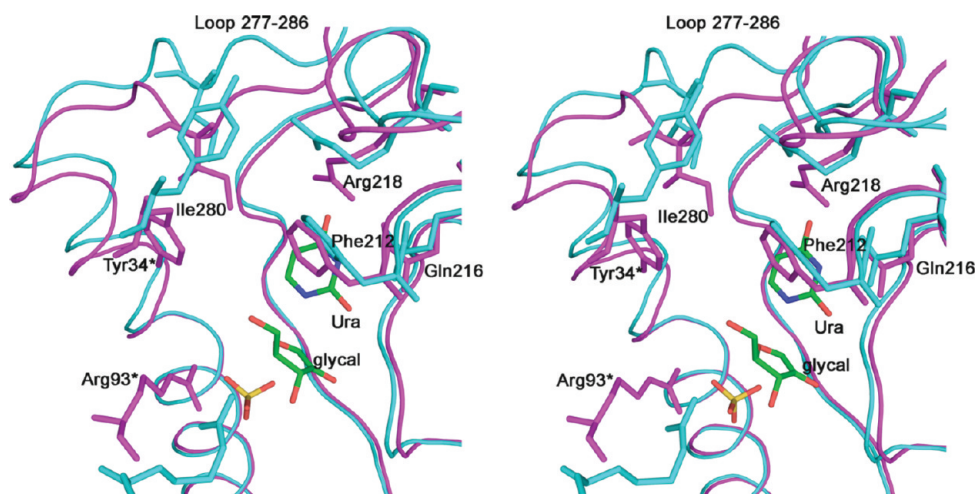 Loop 277-286
Arg218
Ile280
Phe212
Tyr34*
Gln216
Ura
glycal
Arg93*
Loop 277-286
Arg218
Ile280
Phe212
Tyr34*
Gln216
Ura
glycal
Arg93*